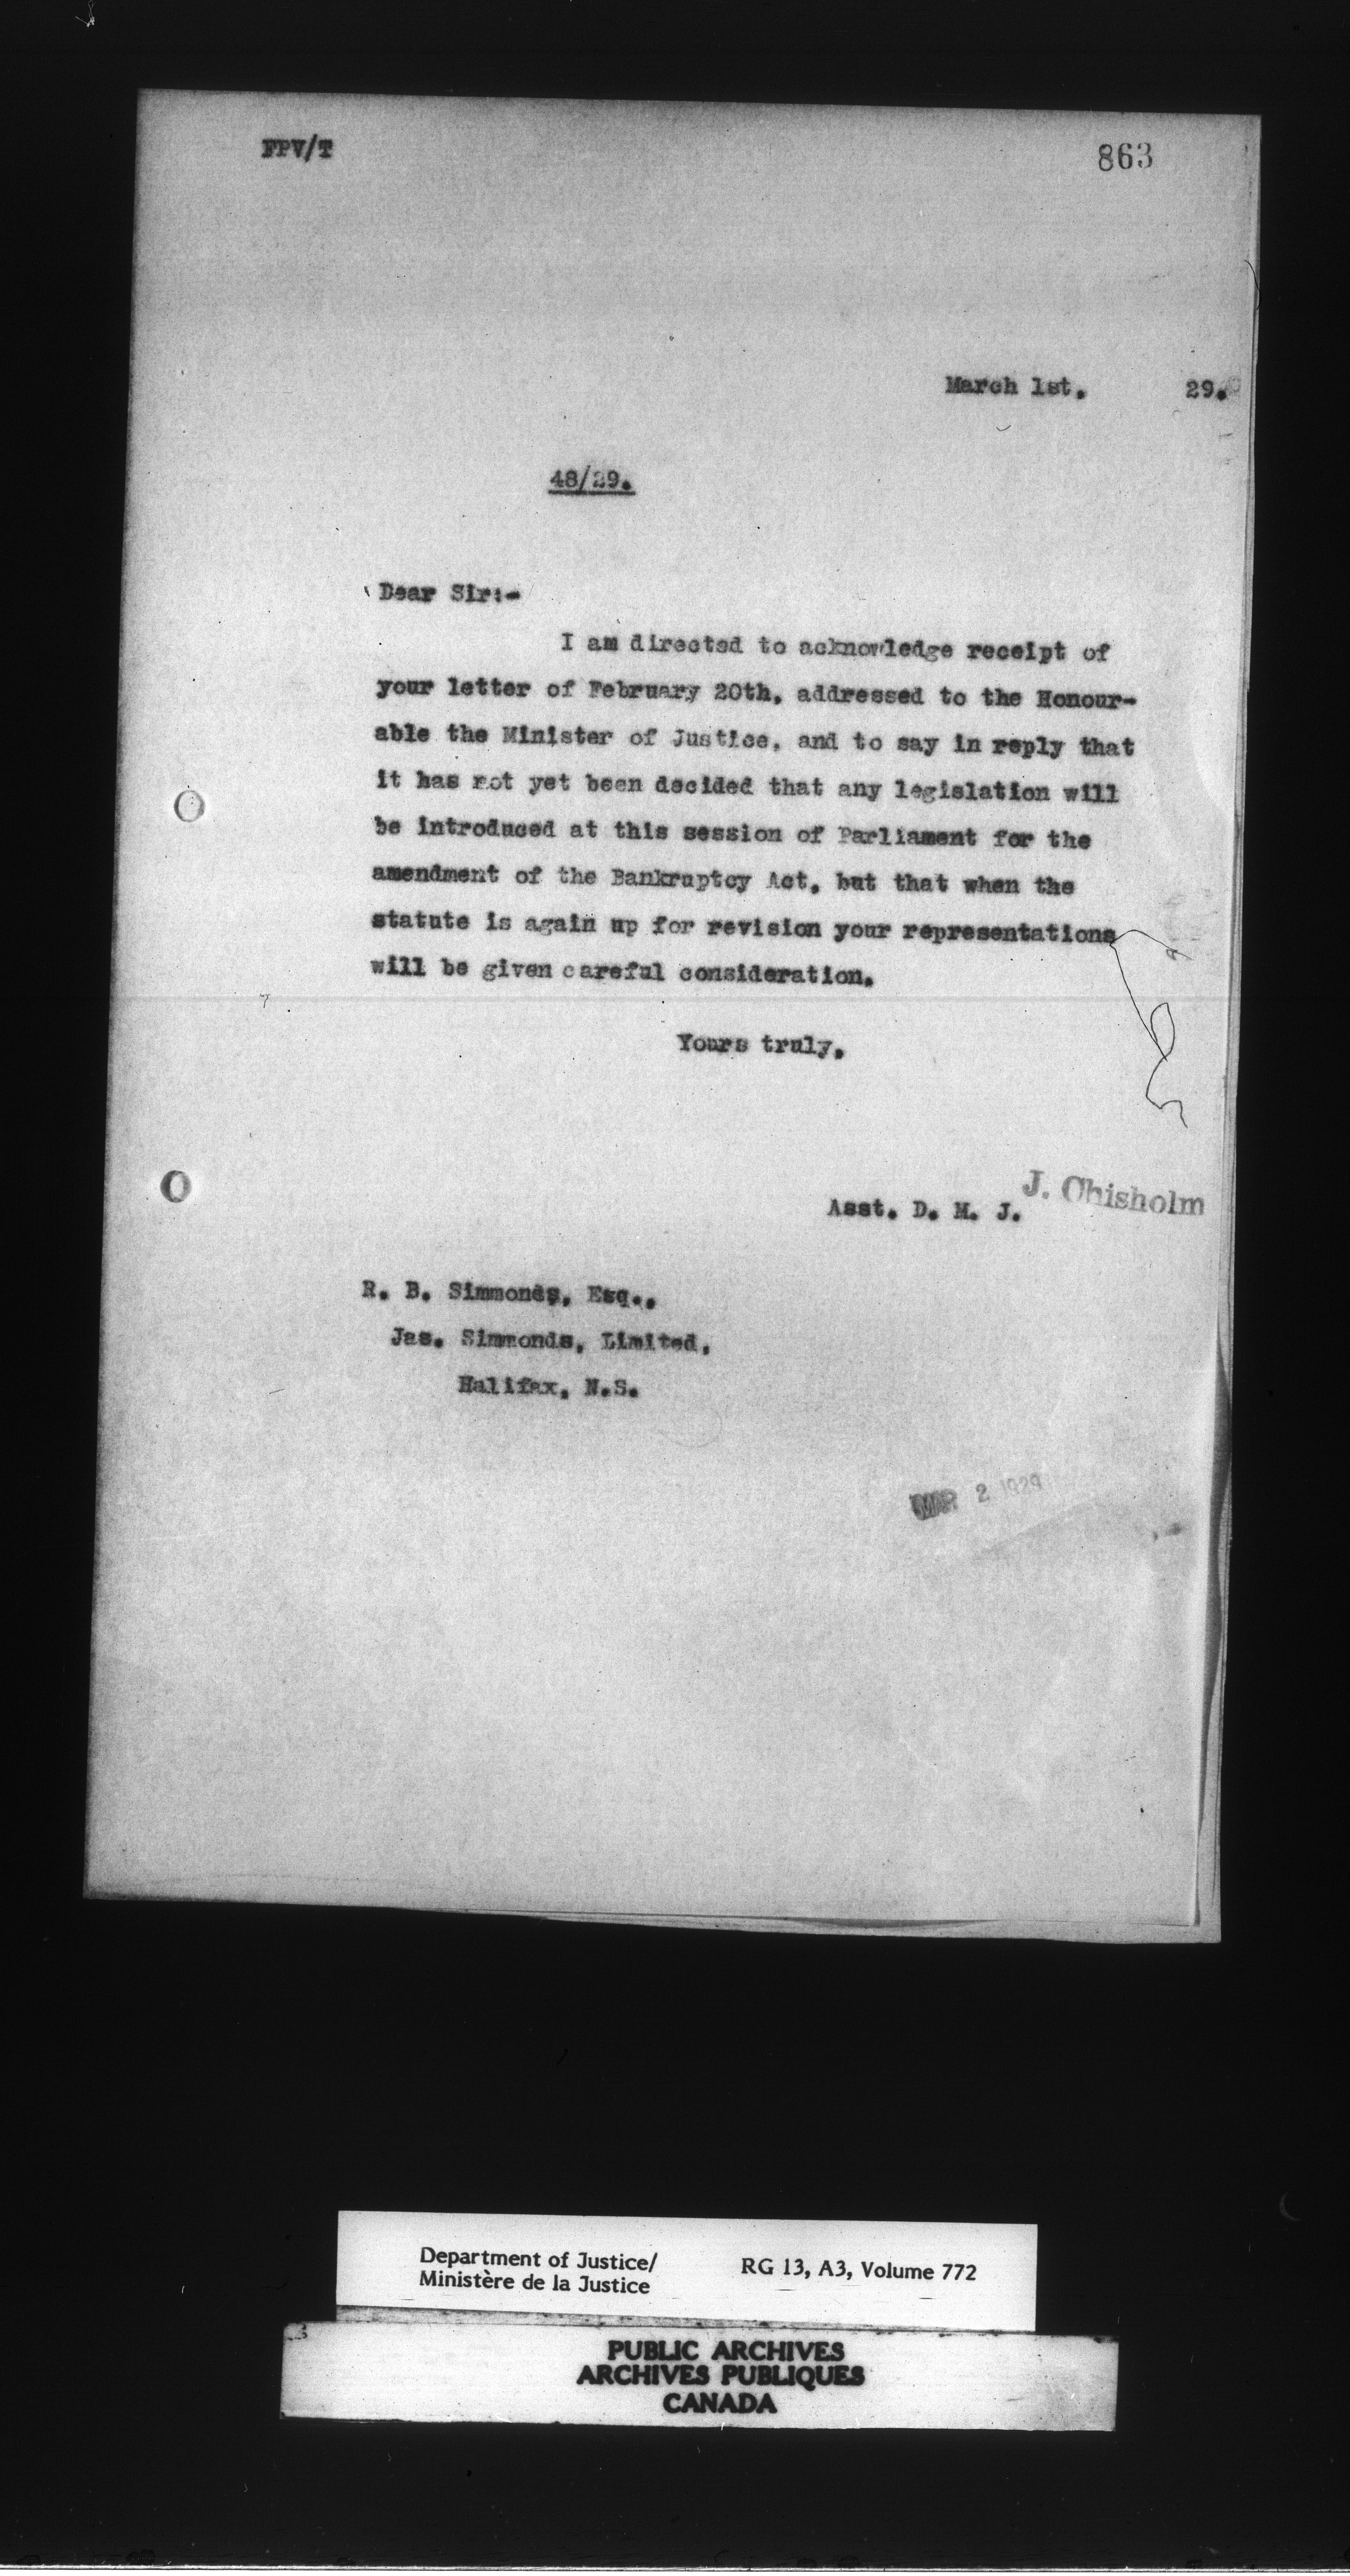 FPV/T
863
March 1st. 29.
48/29.
Dear Sir:-
I am directed to acknowledge receipt of
your letter of February 20th, addressed to the Honour-
able the Minister of Justice, and to say in reply that
it has not yet been decided that any legislation will
be introduced at this session of Parliament for the
amendment of the Bankruptcy Act, but that when the
statute is again up for revision your representations
will be given careful consideration.
Yours truly,
J. Chisholm
Asst. D. M. J.
R. B. Simmonds, Esq.,
Jas. Simmonds, Limited,
Halifax, N.S.
MAR 2 1929
Department of Justice/ RG 13, A3, Volume 772
Ministère de la Justice
PUBLIC ARCHIVES
ARCHIVES PUBLIQUES
CANADA